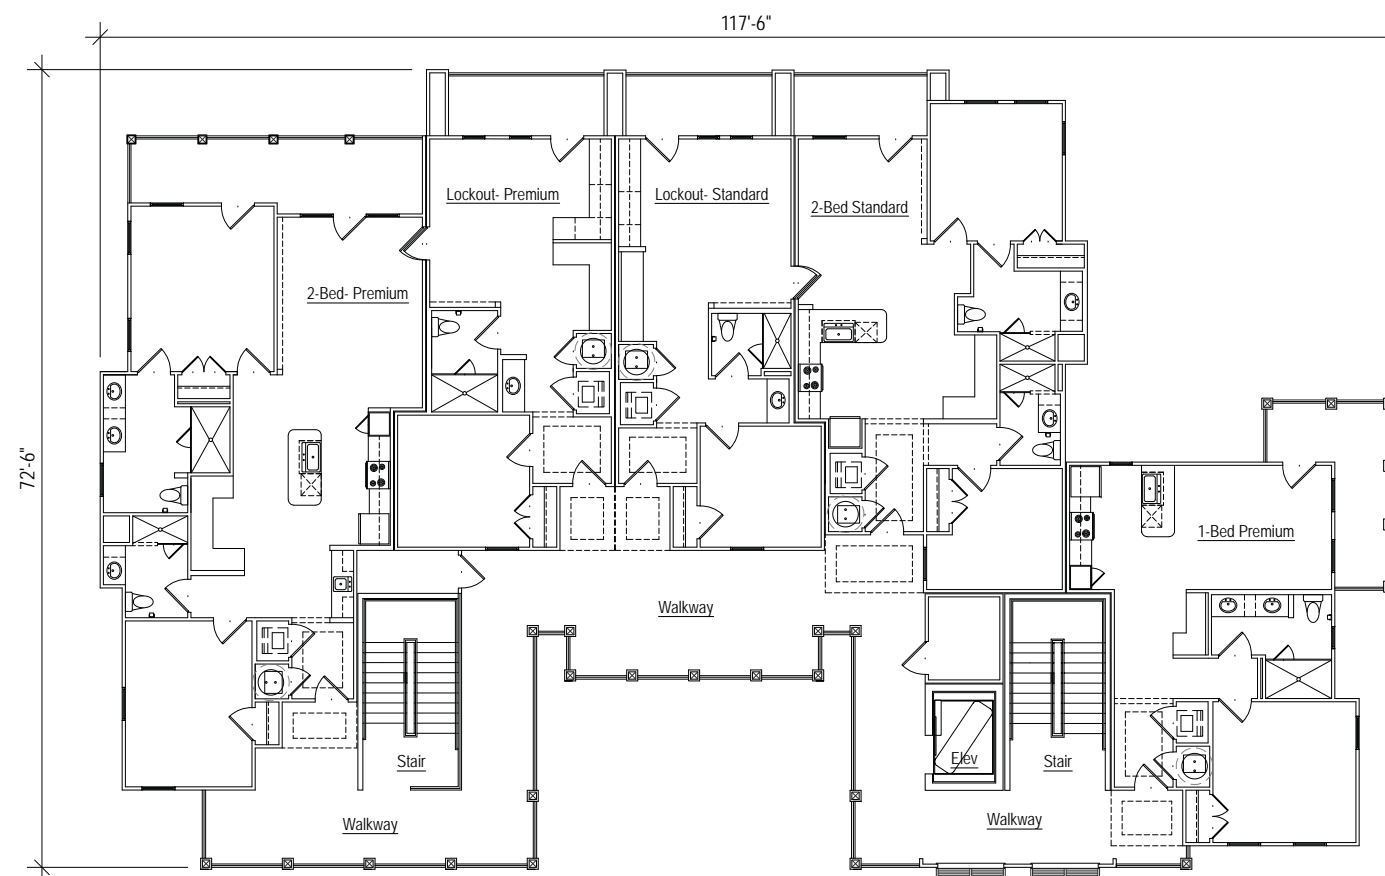 117'-6"
72'-6"
Lockout- Premium
Lockout- Standard
2-Bed Standard
2-Bed- Premium
1-Bed Premium
Walkway
Stair
Elev
Stair
Walkway
Walkway